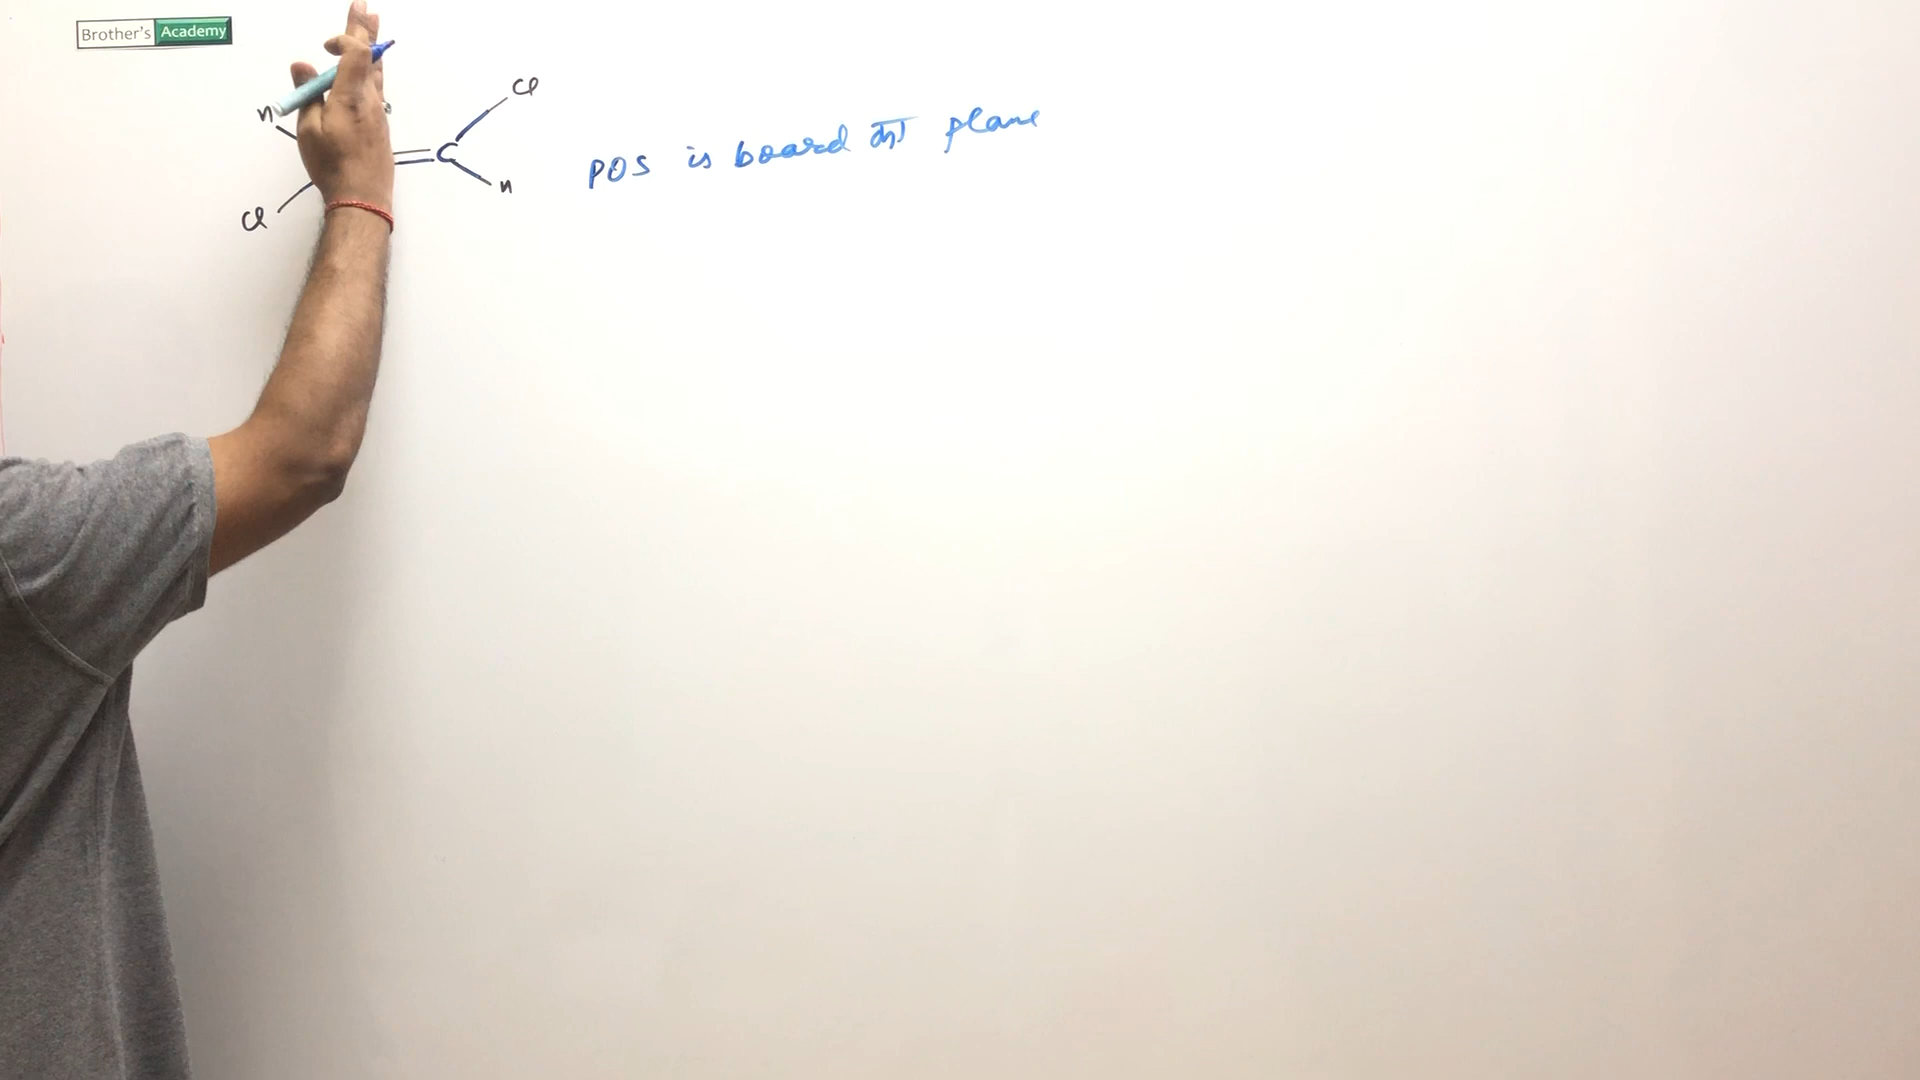 Brother's Academy
Cl
H
= C
POS is board का plane
H
Cl